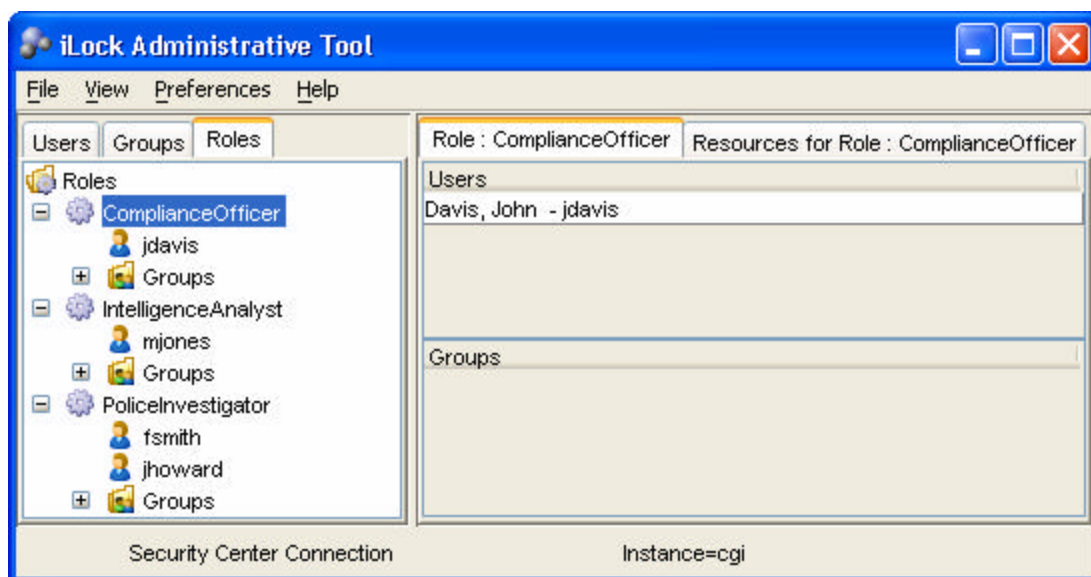 iLock Administrative Tool
File View Preferences Help
Users Groups Roles
Roles
ComplianceOfficer
jdavis
Groups
IntelligenceAnalyst
mjones
Groups
PoliceInvestigator
fsmith
jhoward
Groups
Role : ComplianceOfficer Resources for Role : ComplianceOfficer
Users
Davis, John - jdavis
Groups
Security Center Connection Instance=cgi